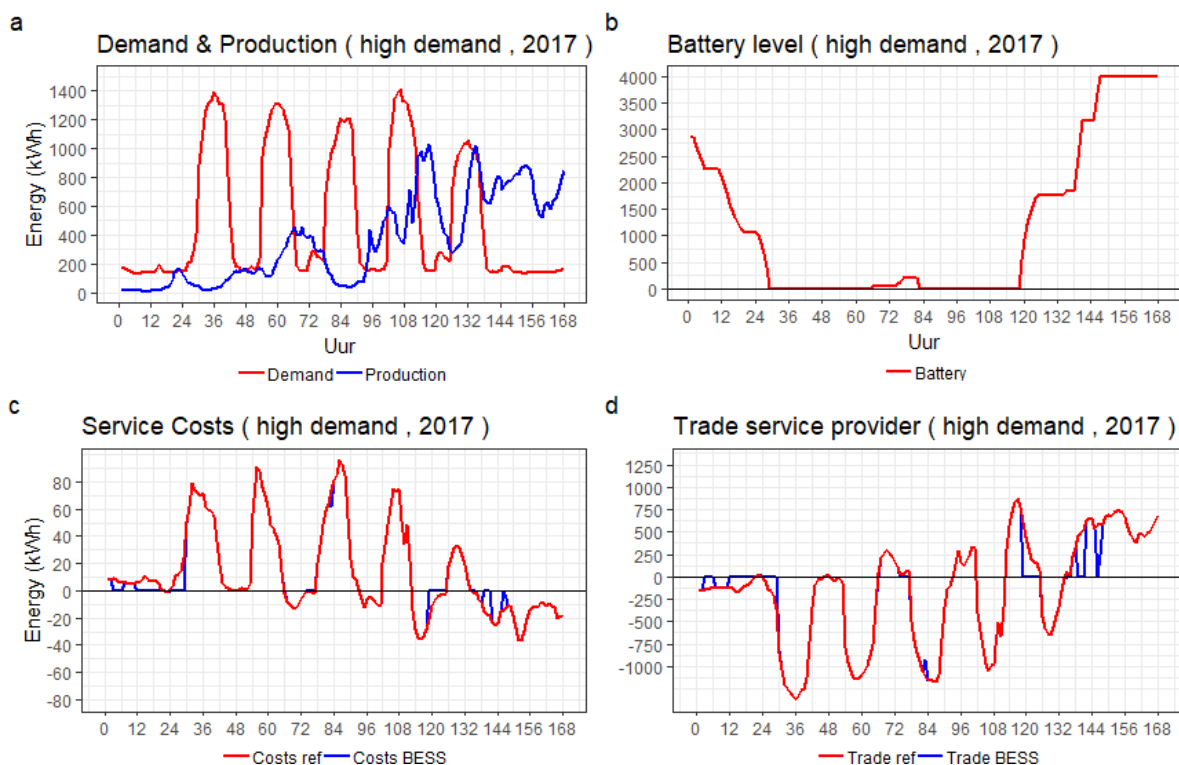 a
Demand & Production ( high demand , 2017 )
Energy (kWh)
1400
1200
1000
800
600
400
200
0
0 12 24 36 48 60 72 84 96 108 120 132 144 156 168
Uur
Demand Production
b
Battery level ( high demand , 2017 )
4000
3500
3000
2500
2000
1500
1000
500
0
0 12 24 36 48 60 72 84 96 108 120 132 144 156 168
Uur
Battery
c
Service Costs ( high demand , 2017 )
Energy (kWh)
80
60
40
20
0
-20
-40
-60
-80
0 12 24 36 48 60 72 84 96 108 120 132 144 156 168
Costs ref Costs BESS
d
Trade service provider ( high demand , 2017 )
1250
1000
750
500
250
0
-250
-500
-750
-1000
0 12 24 36 48 60 72 84 96 108 120 132 144 156 168
Trade ref Trade BESS